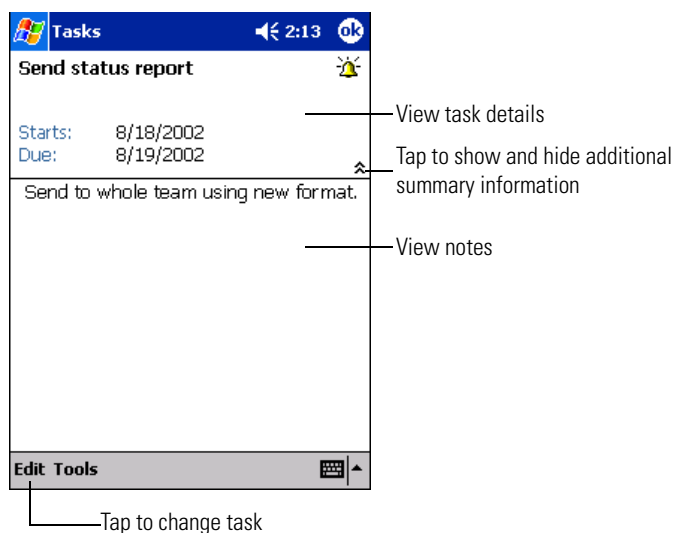 Tasks 2:13 ok
Send status report
View task details
Starts: 8/18/2002
Due: 8/19/2002
Tap to show and hide additional
summary information
Send to whole team using new format.
View notes
Edit Tools
Tap to change task